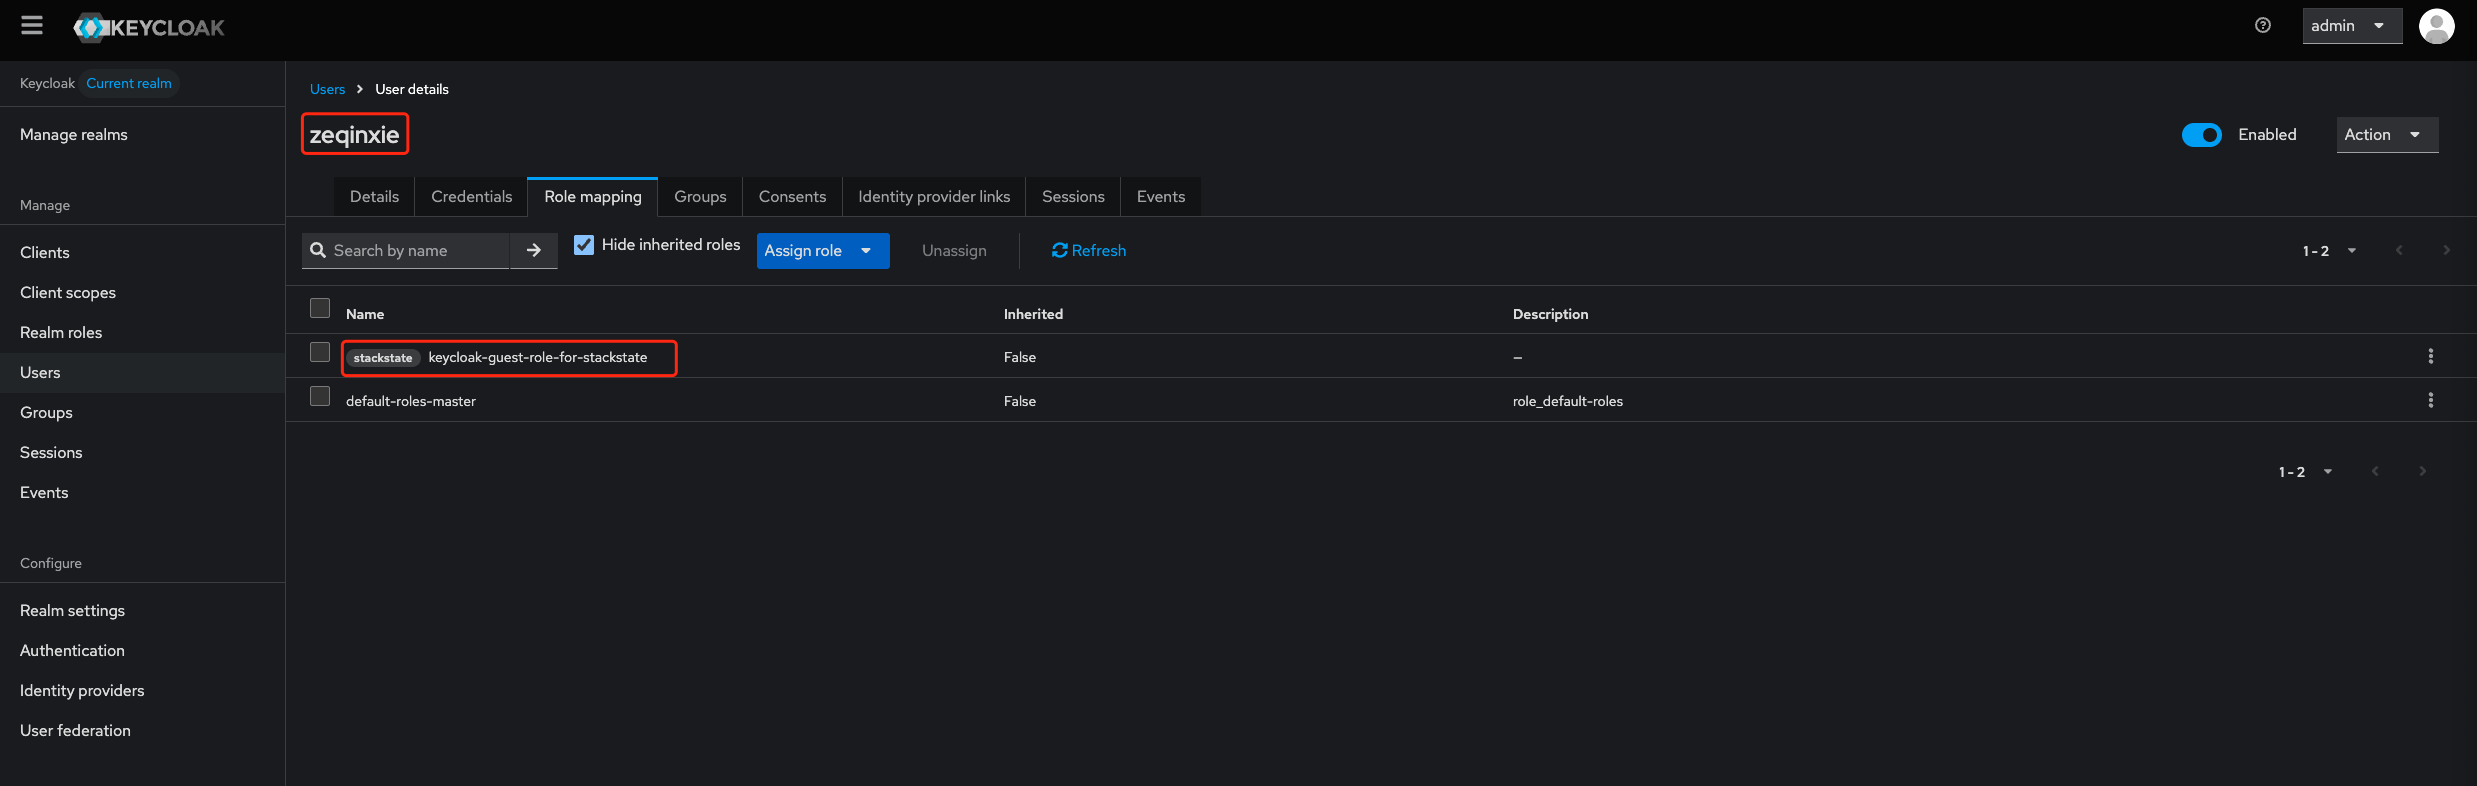 KEYCLOAK
admin
Keycloak Current realm
Manage realms
Manage
Clients
Client scopes
Realm roles
Users
Groups
Sessions
Events
Configure
Realm settings
Authentication
Identity providers
User federation
Users > User details
zeqinxie
Enabled
Action
Details Credentials Role mapping Groups Consents Identity provider links Sessions Events
Search by name Hide inherited roles Assign role Unassign Refresh 1 - 2
Name Inherited Description
stackstate keycloak-guest-role-for-stackstate False –
default-roles-master False role_default-roles
1 - 2